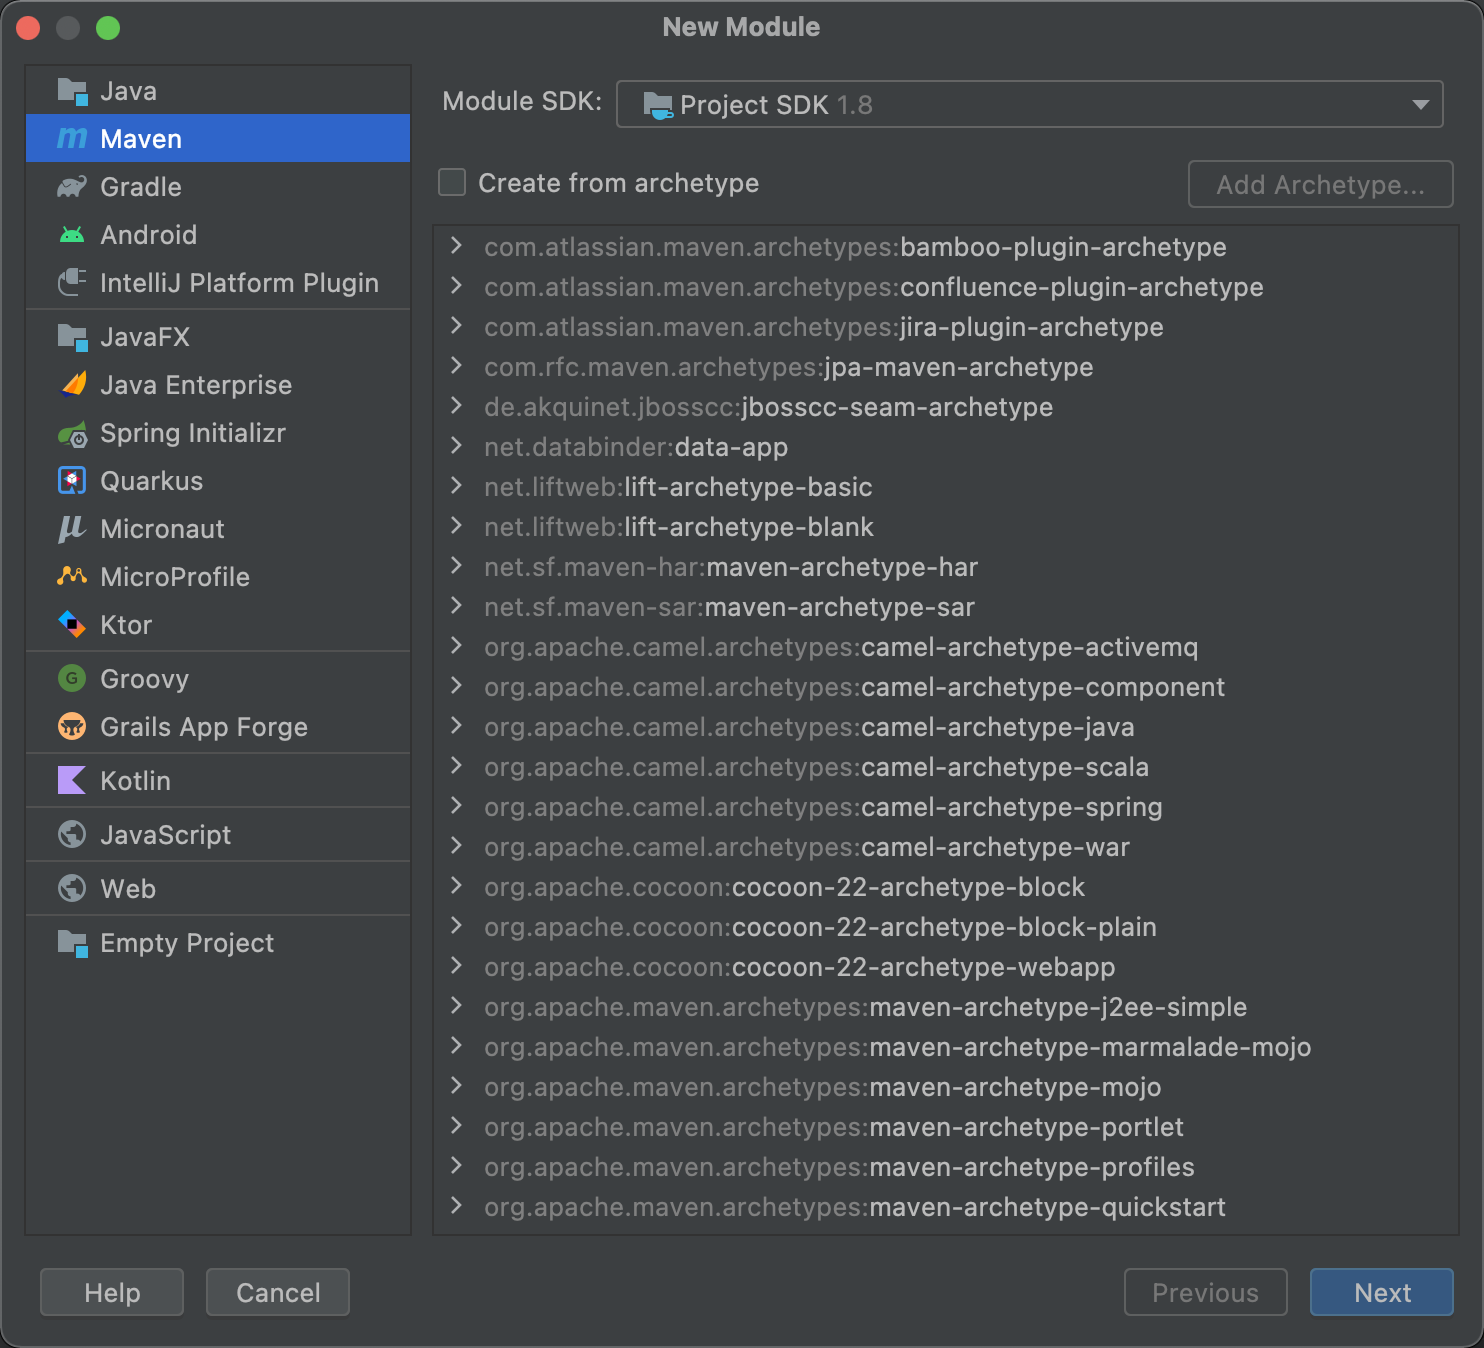 New Module
Java
Maven
Gradle
Android
IntelliJ Platform Plugin
JavaFX
Java Enterprise
Spring Initializr
Quarkus
Micronaut
MicroProfile
Ktor
Groovy
Grails App Forge
Kotlin
JavaScript
Web
Empty Project
Module SDK: Project SDK 1.8
Create from archetype Add Archetype...
com.atlassian.maven.archetypes:bamboo-plugin-archetype
com.atlassian.maven.archetypes:confluence-plugin-archetype
com.atlassian.maven.archetypes:jira-plugin-archetype
com.rfc.maven.archetypes:jpa-maven-archetype
de.akquinet.jbosscc:jbosscc-seam-archetype
net.databinder:data-app
net.liftweb:lift-archetype-basic
net.liftweb:lift-archetype-blank
net.sf.maven-har:maven-archetype-har
net.sf.maven-sar:maven-archetype-sar
org.apache.camel.archetypes:camel-archetype-activemq
org.apache.camel.archetypes:camel-archetype-component
org.apache.camel.archetypes:camel-archetype-java
org.apache.camel.archetypes:camel-archetype-scala
org.apache.camel.archetypes:camel-archetype-spring
org.apache.camel.archetypes:camel-archetype-war
org.apache.cocoon:cocoon-22-archetype-block
org.apache.cocoon:cocoon-22-archetype-block-plain
org.apache.cocoon:cocoon-22-archetype-webapp
org.apache.maven.archetypes:maven-archetype-j2ee-simple
org.apache.maven.archetypes:maven-archetype-marmalade-mojo
org.apache.maven.archetypes:maven-archetype-mojo
org.apache.maven.archetypes:maven-archetype-portlet
org.apache.maven.archetypes:maven-archetype-profiles
org.apache.maven.archetypes:maven-archetype-quickstart
Help Cancel Previous Next